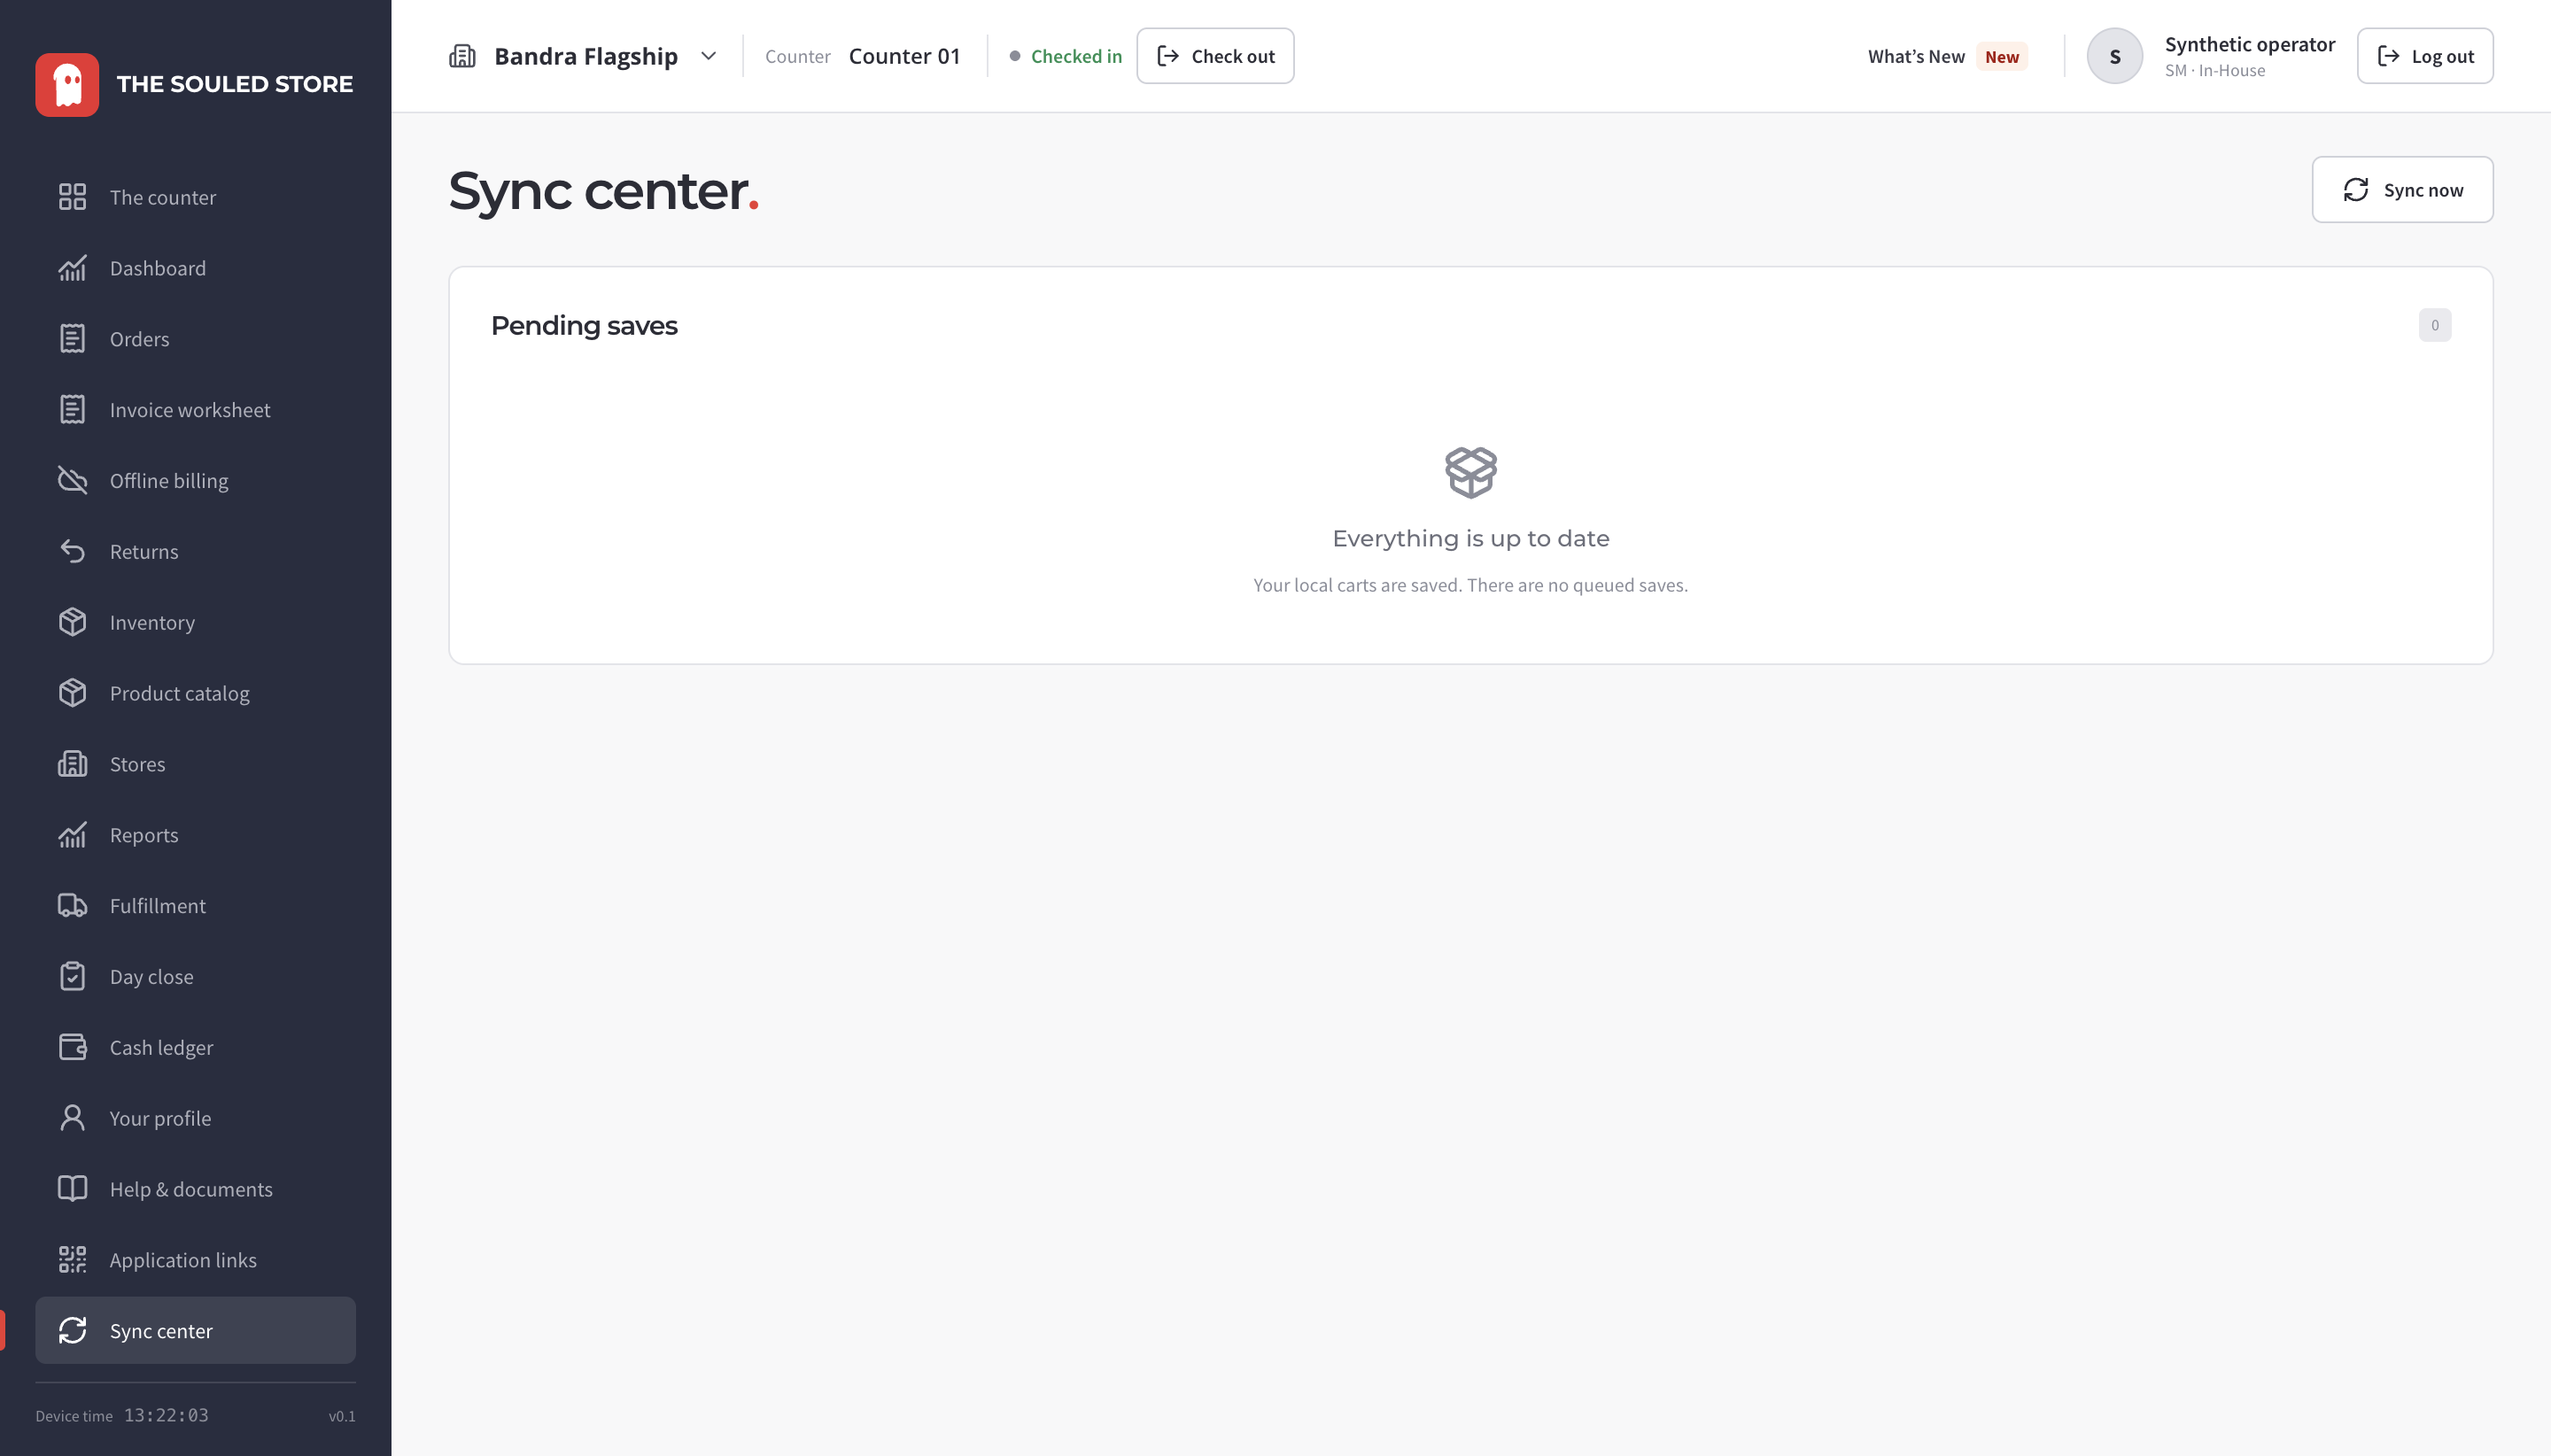 THE SOULED STORE
The counter
Dashboard
Orders
Invoice worksheet
Offline billing
Returns
Inventory
Product catalog
Stores
Reports
Fulfillment
Day close
Cash ledger
Your profile
Help & documents
Application links
Sync center
Device time 13:22:03 v0.1
Bandra Flagship Counter Counter 01 Checked in Check out What’s New New S Synthetic operator Log out
SM · In-House
Sync center. Sync now
Pending saves 0
Everything is up to date
Your local carts are saved. There are no queued saves.